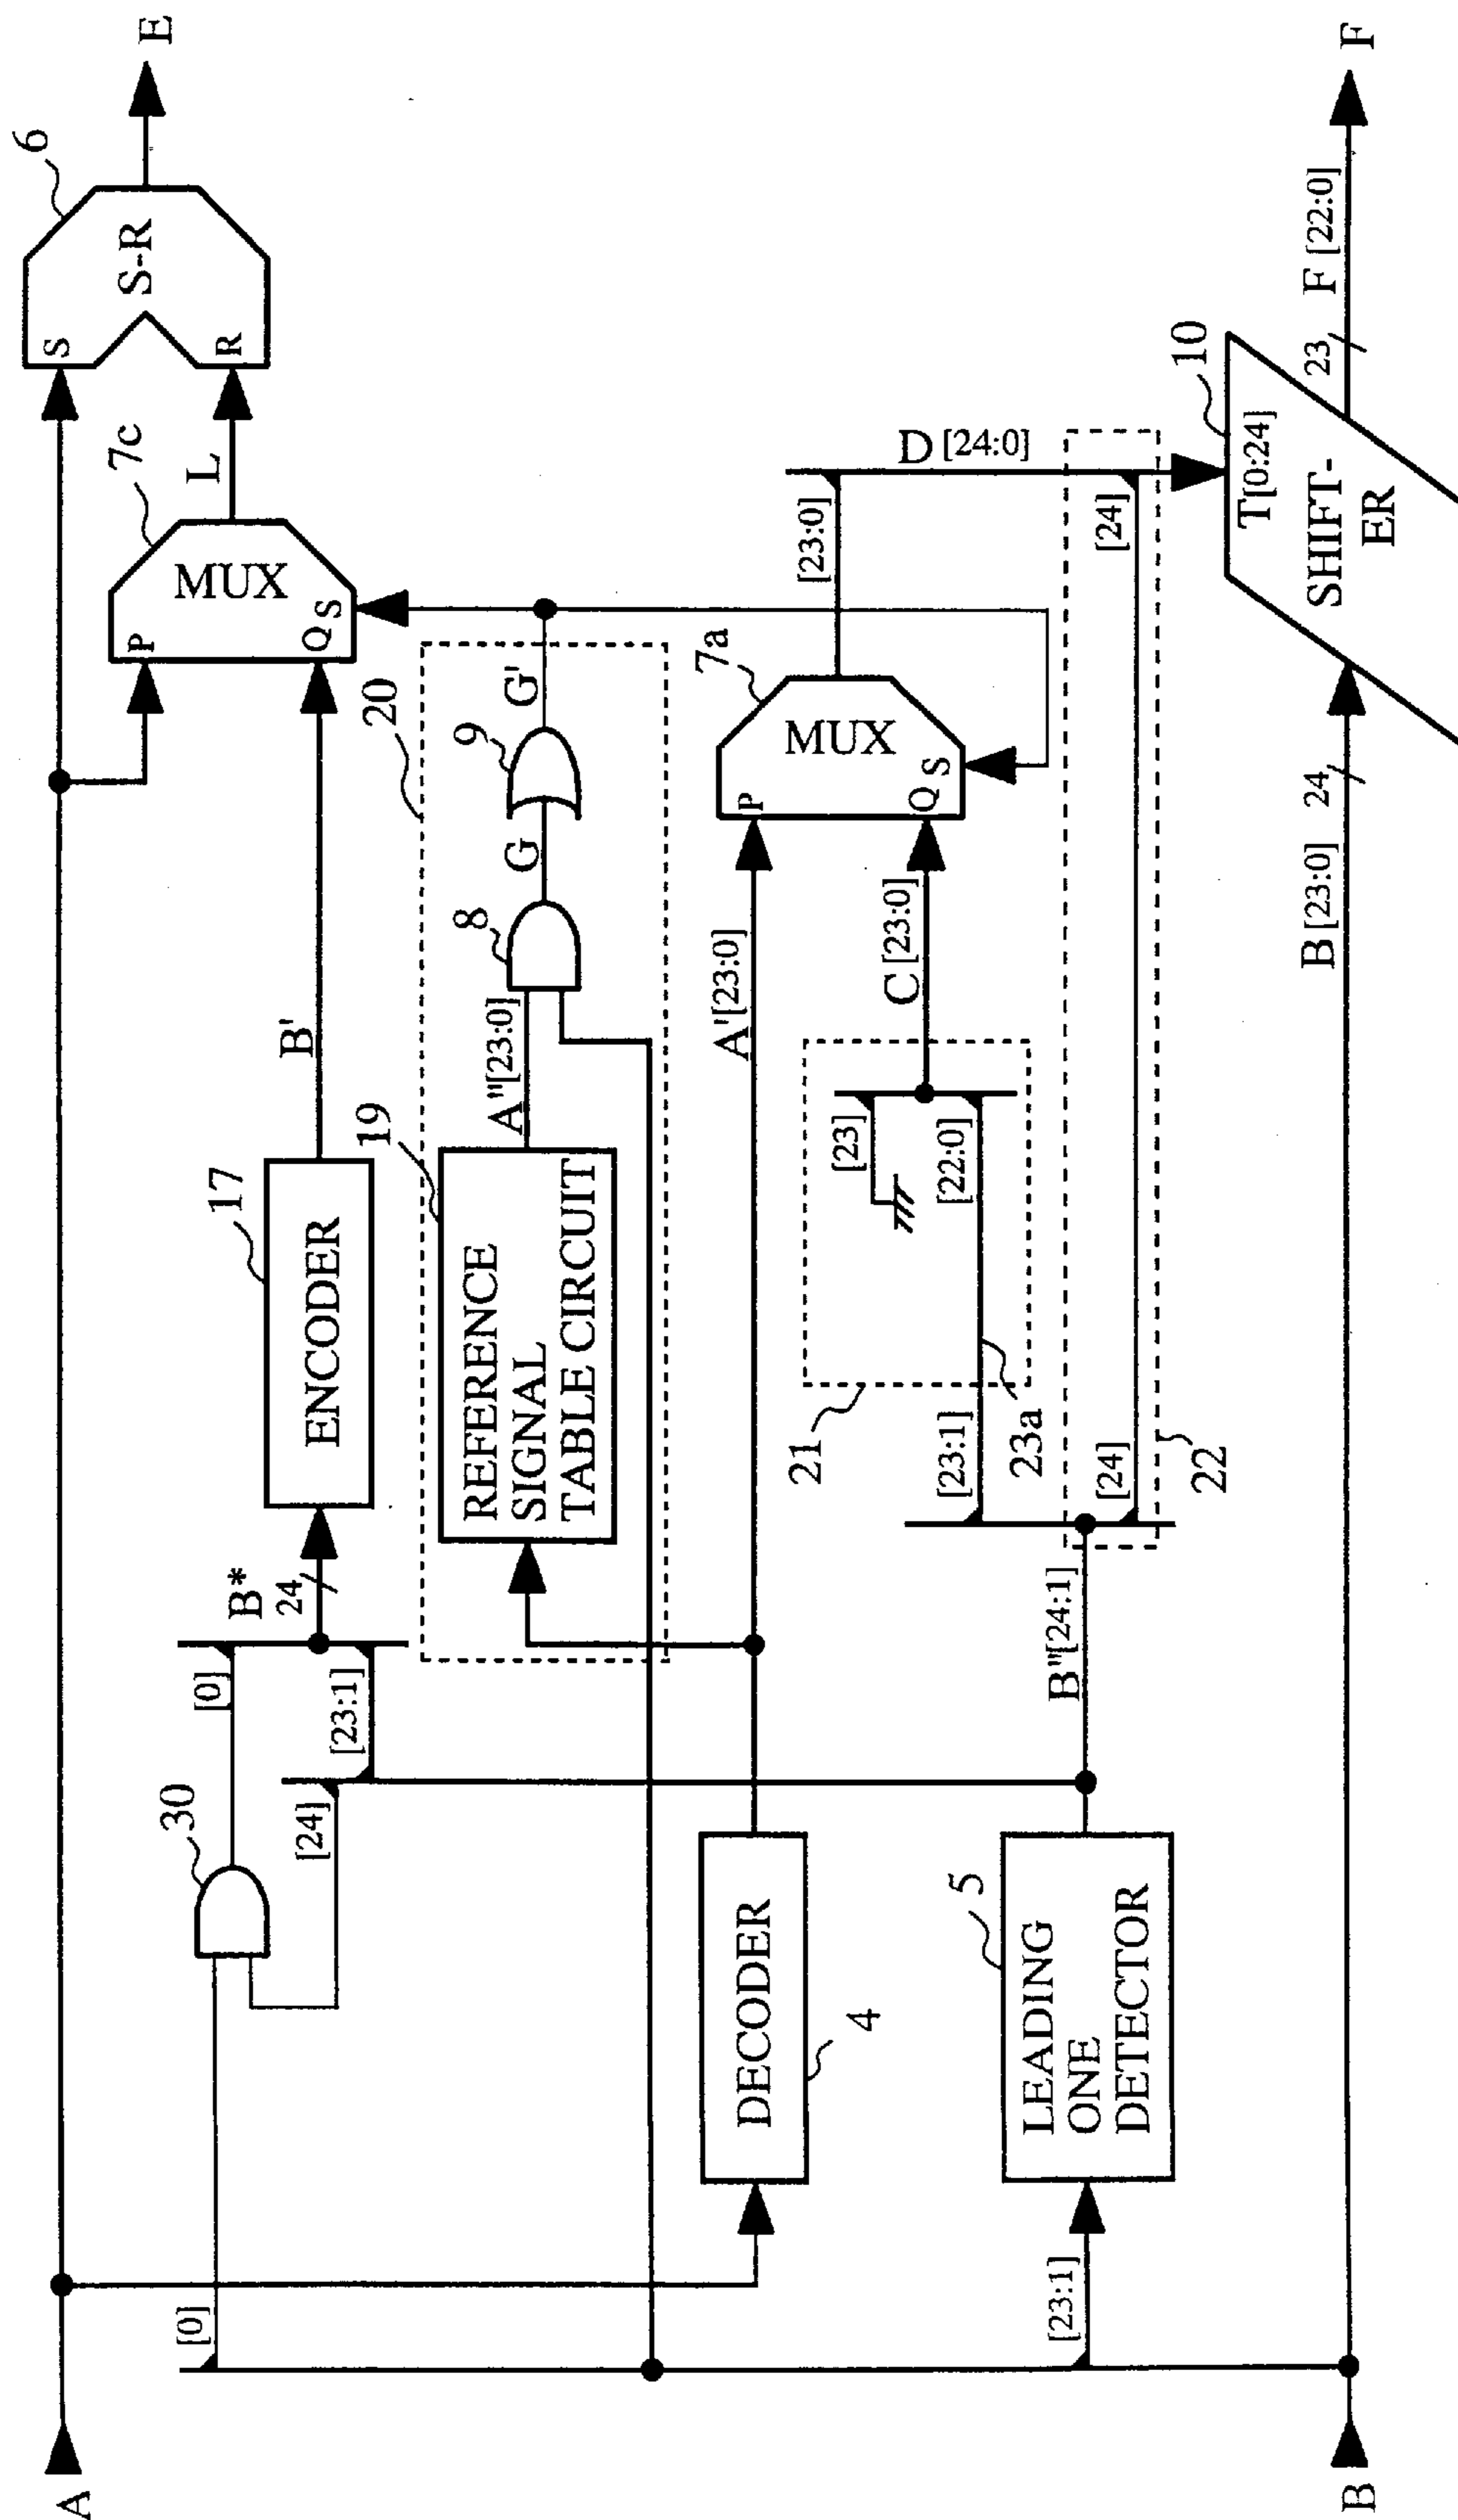 A
E
6
S
S-R
R
7c
L
P
MUX
Q
S
B'
17
ENCODER
B*
24
[0]
[23:1]
30
[24]
[0]
20
9
G'
8
G
A"[23:0]
19
REFERENCE
SIGNAL
TABLE CIRCUIT
7a
P
MUX
Q
S
A'[23:0]
[23:0]
D [24:0]
C [23:0]
[23]
[22:0]
21
[23:1]
23a
[24]
[24]
22
B"[24:1]
DECODER
4
5
LEADING
ONE
DETECTOR
[23:1]
10
T[0:24]
SHIFT-
ER
B [23:0]
24
23
F [22:0]
F
B